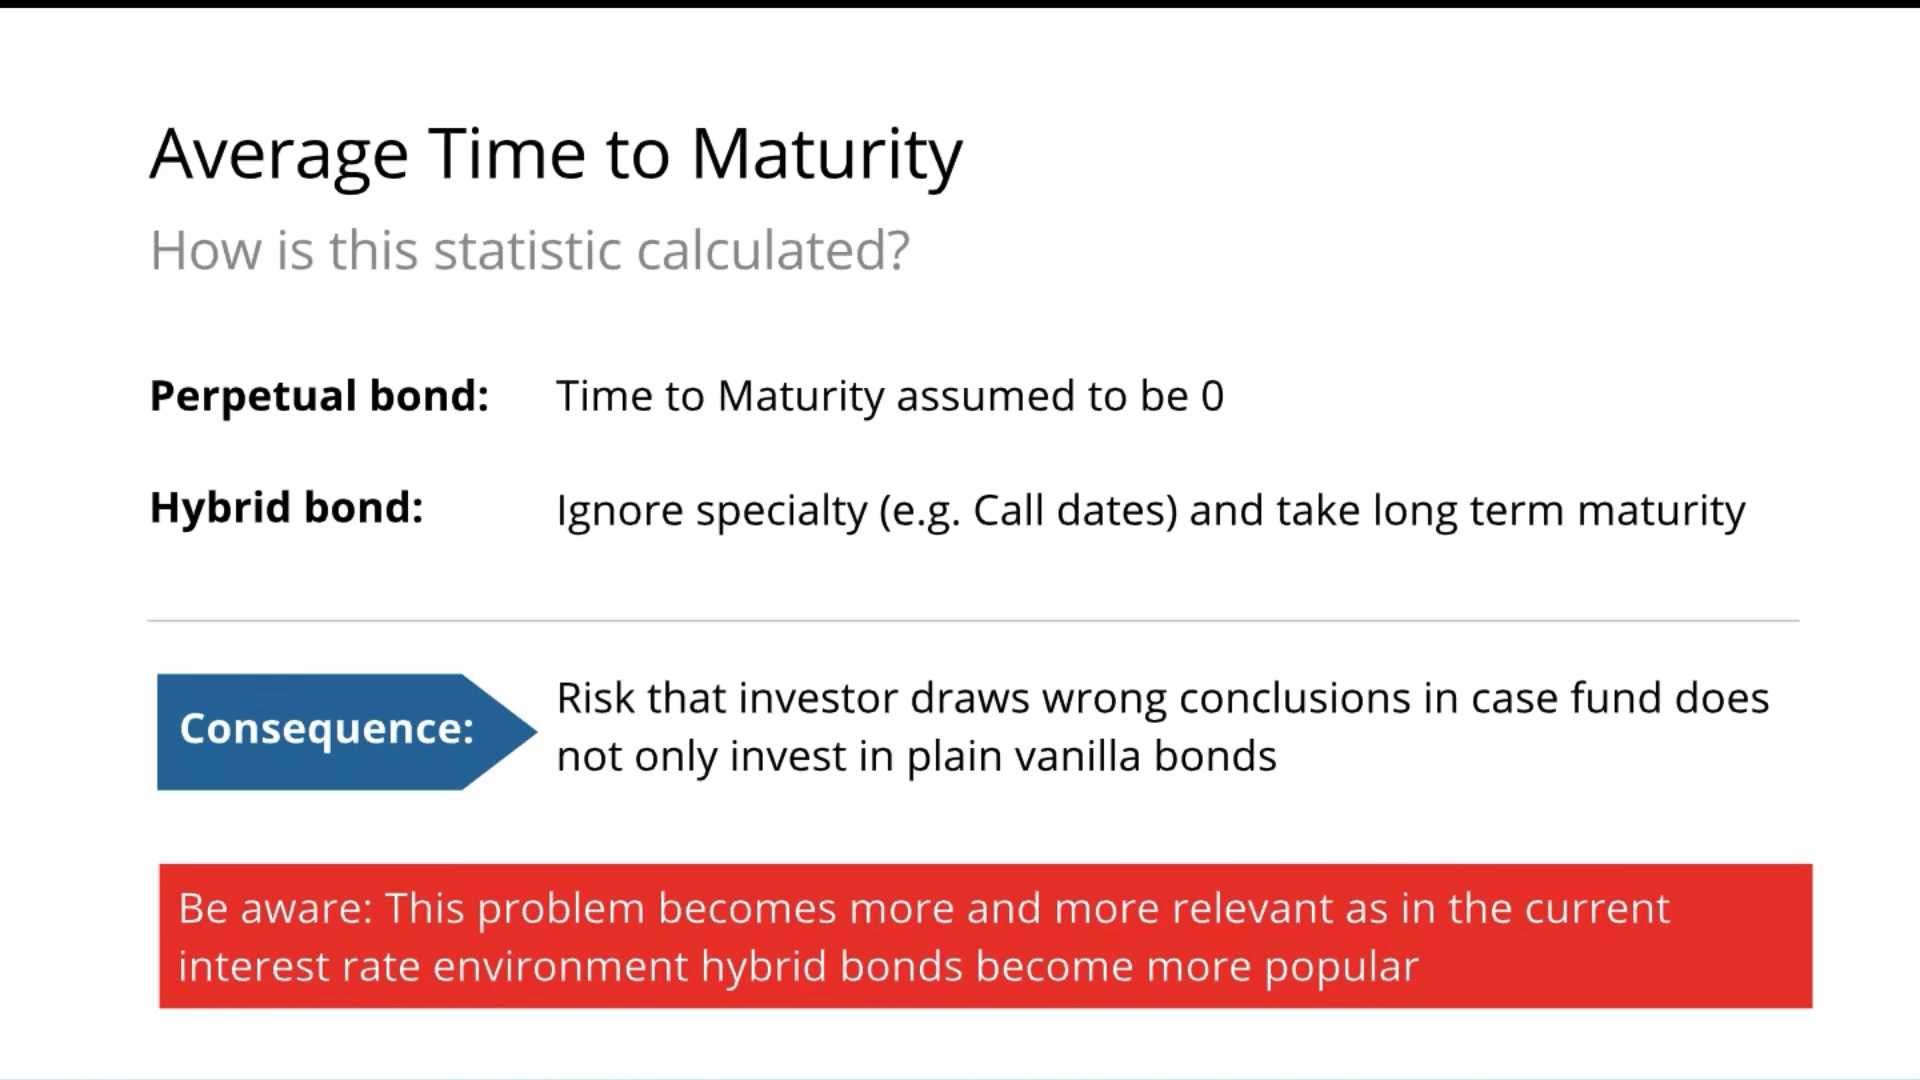 Average Time to Maturity
How is this statistic calculated?
Perpetual bond: Time to Maturity assumed to be 0
Hybrid bond: Ignore specialty (e.g. Call dates) and take long term maturity
Consequence: Risk that investor draws wrong conclusions in case fund does
not only invest in plain vanilla bonds
Be aware: This problem becomes more and more relevant as in the current
interest rate environment hybrid bonds become more popular